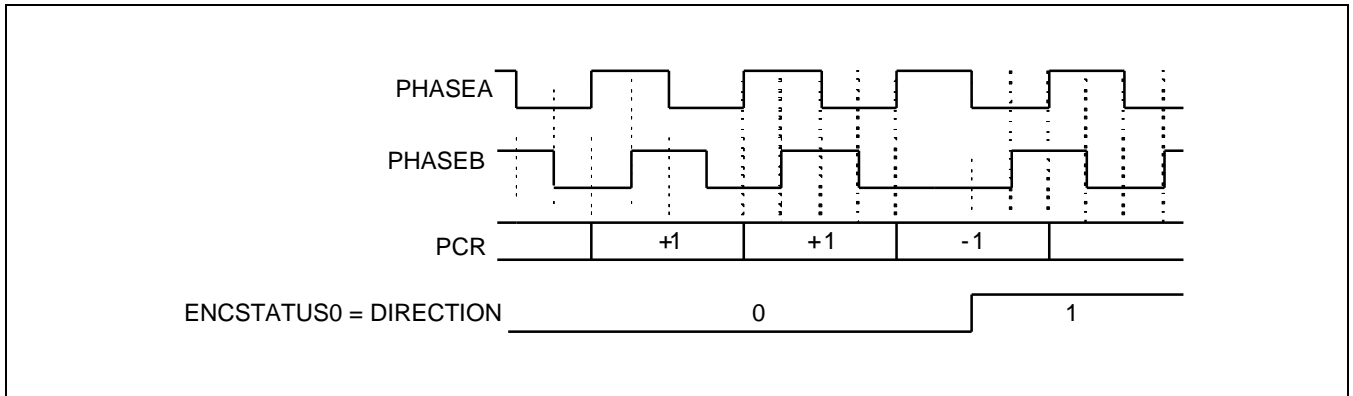 PHASEA
PHASEB
PCR +1 +1 -1
ENCSTATUS0 = DIRECTION 0 1